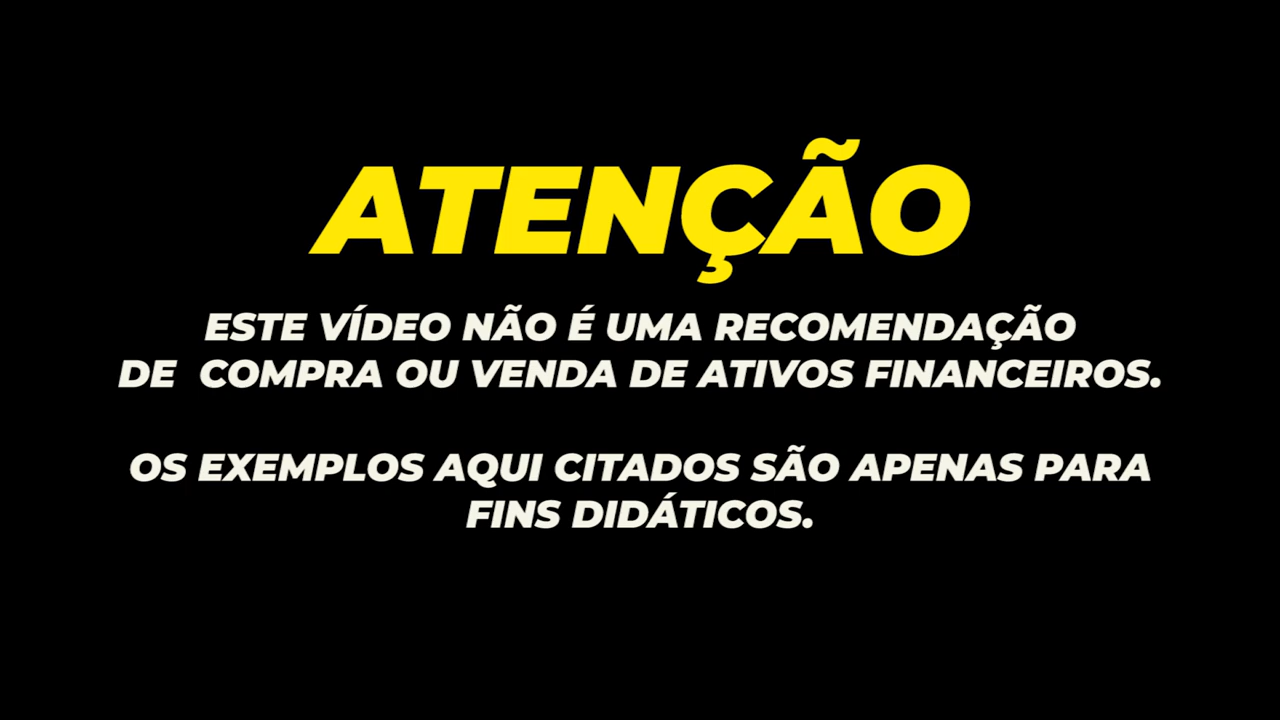 ATENÇÃO
ESTE VÍDEO NÃO É UMA RECOMENDAÇÃO
DE  COMPRA OU VENDA DE ATIVOS FINANCEIROS.
OS EXEMPLOS AQUI CITADOS SÃO APENAS PARA
FINS DIDÁTICOS.